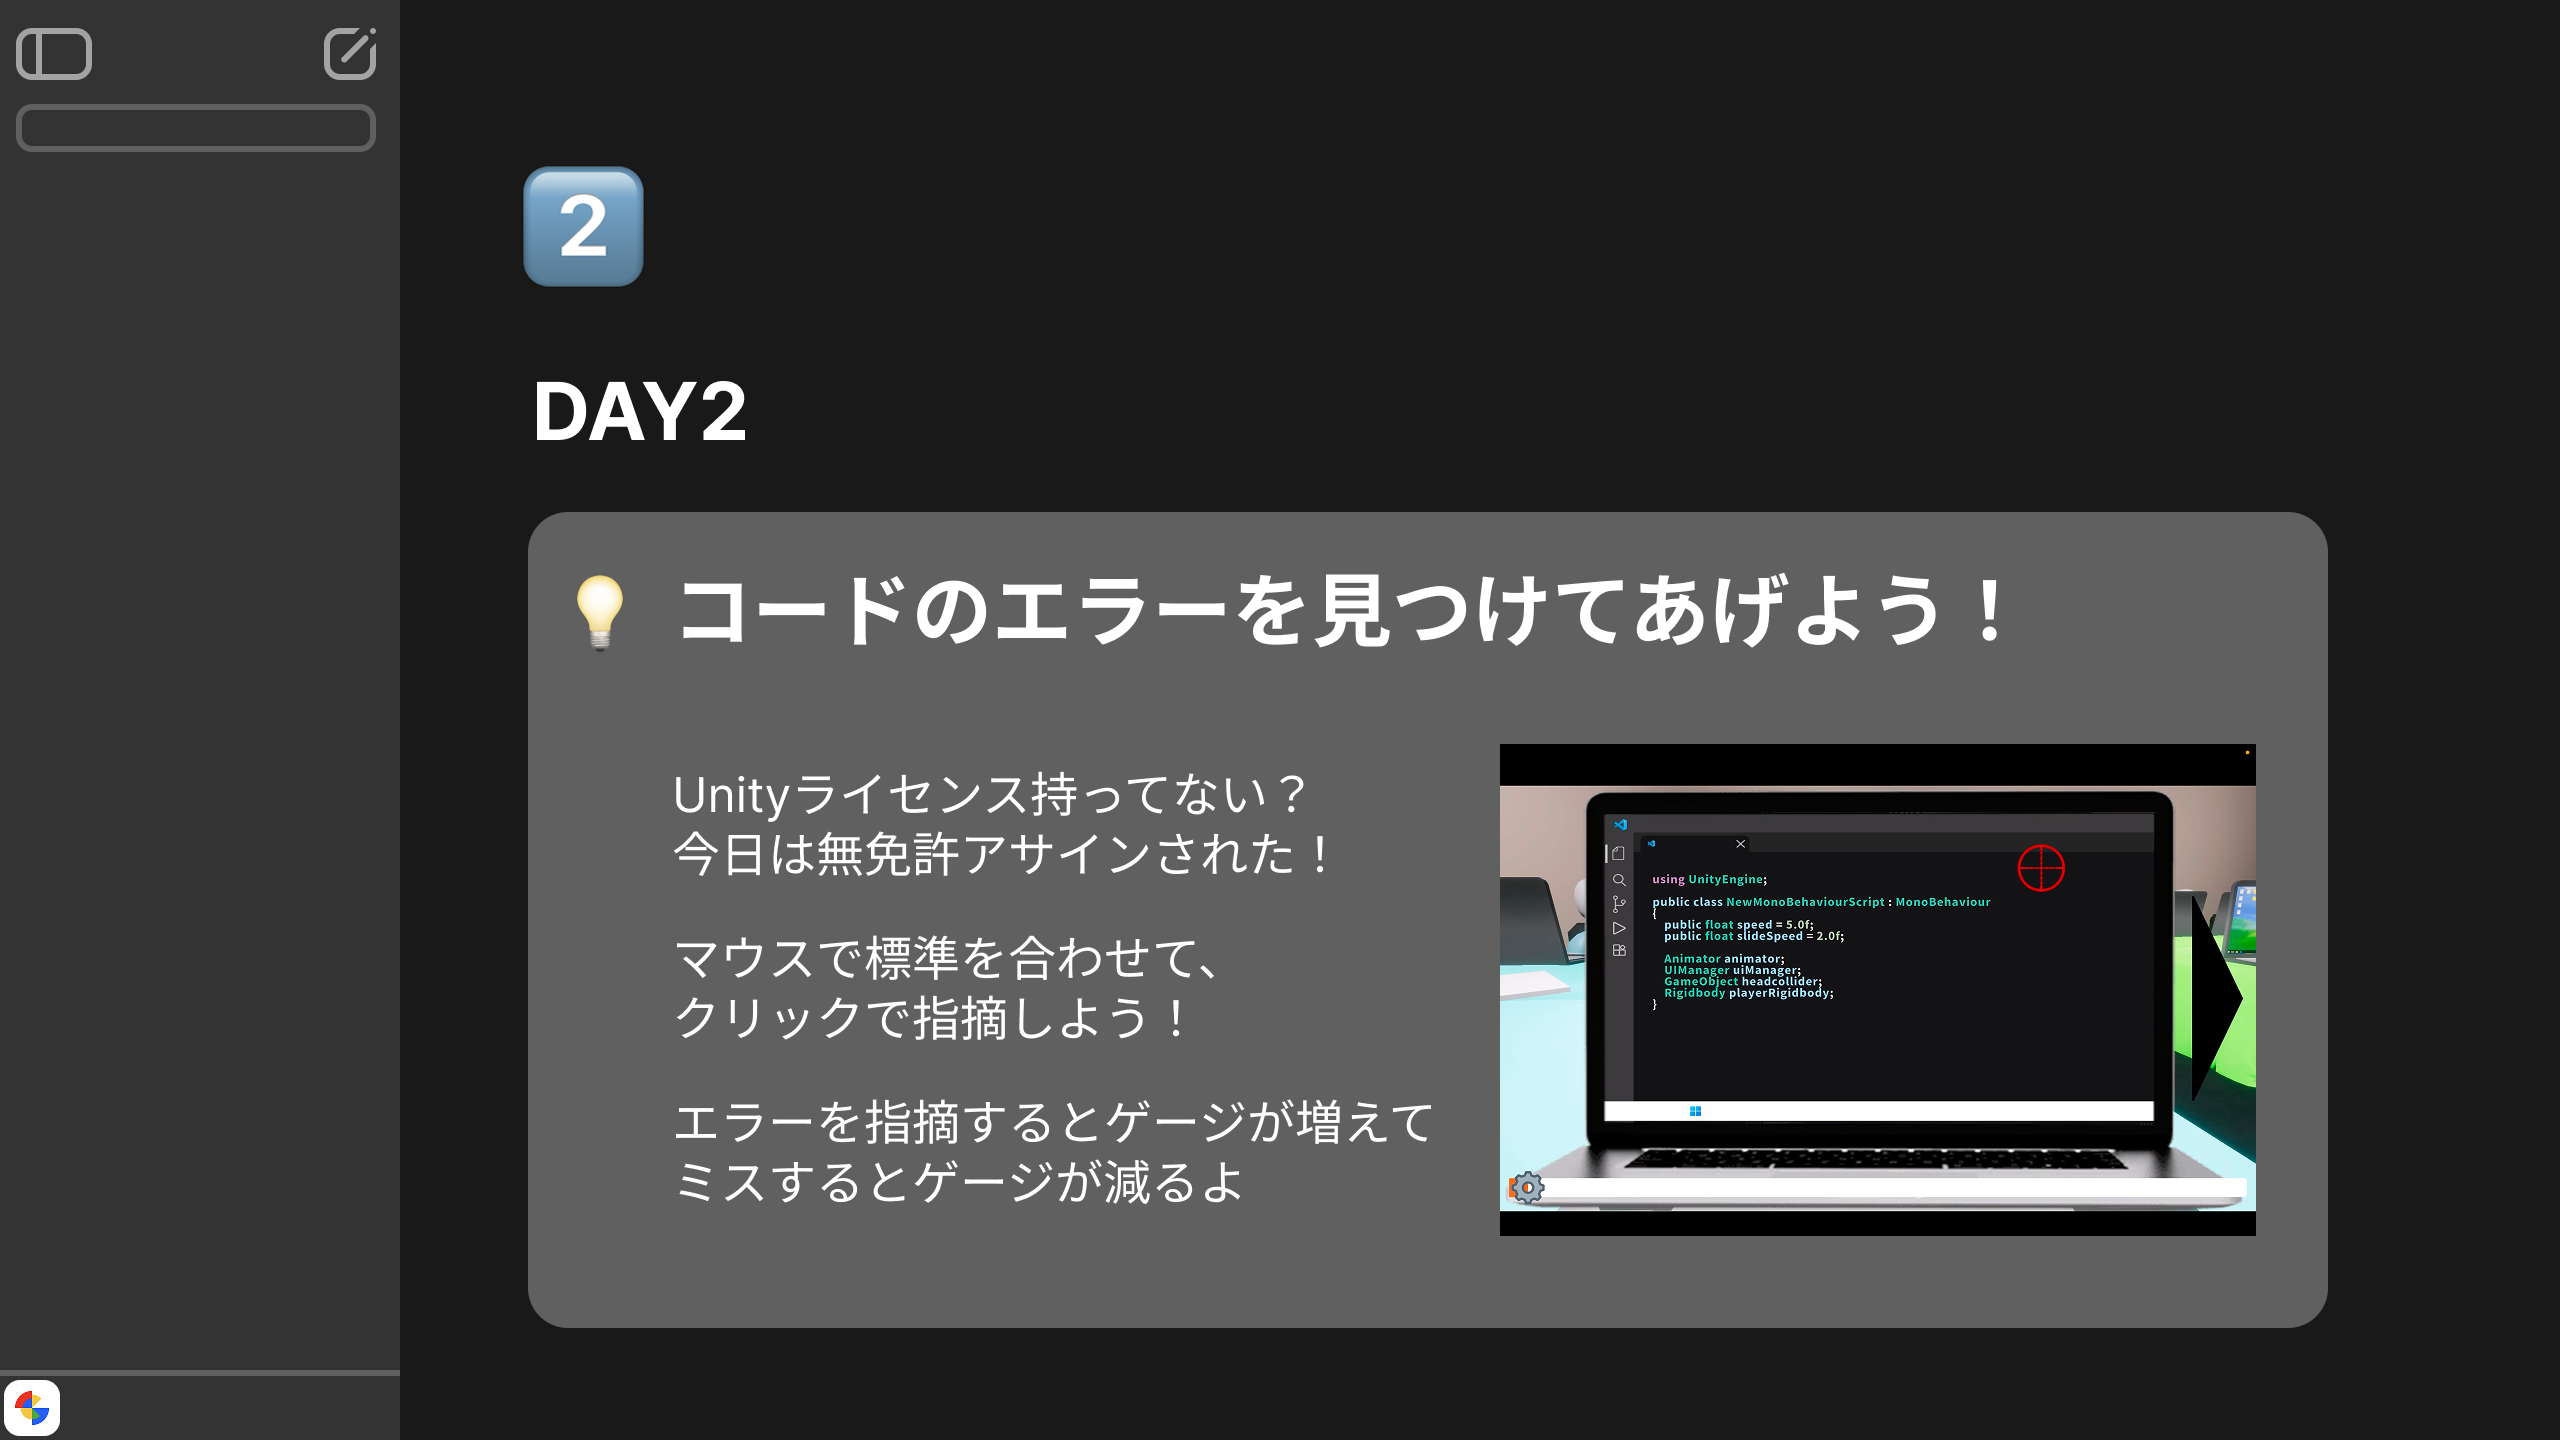 2
DAY2
コードのエラーを見つけてあげよう！
Unityライセンス持ってない？
今日は無免許アサインされた！
マウスで標準を合わせて、
クリックで指摘しよう！
エラーを指摘するとゲージが増えて
ミスするとゲージが減るよ
using UnityEngine;
public class NewMonoBehaviourScript : MonoBehaviour
{
public float speed = 5.0f;
public float slideSpeed = 2.0f;
Animator animator;
UIManager uiManager;
GameObject headcollider;
Rigidbody playerRigidbody;
}